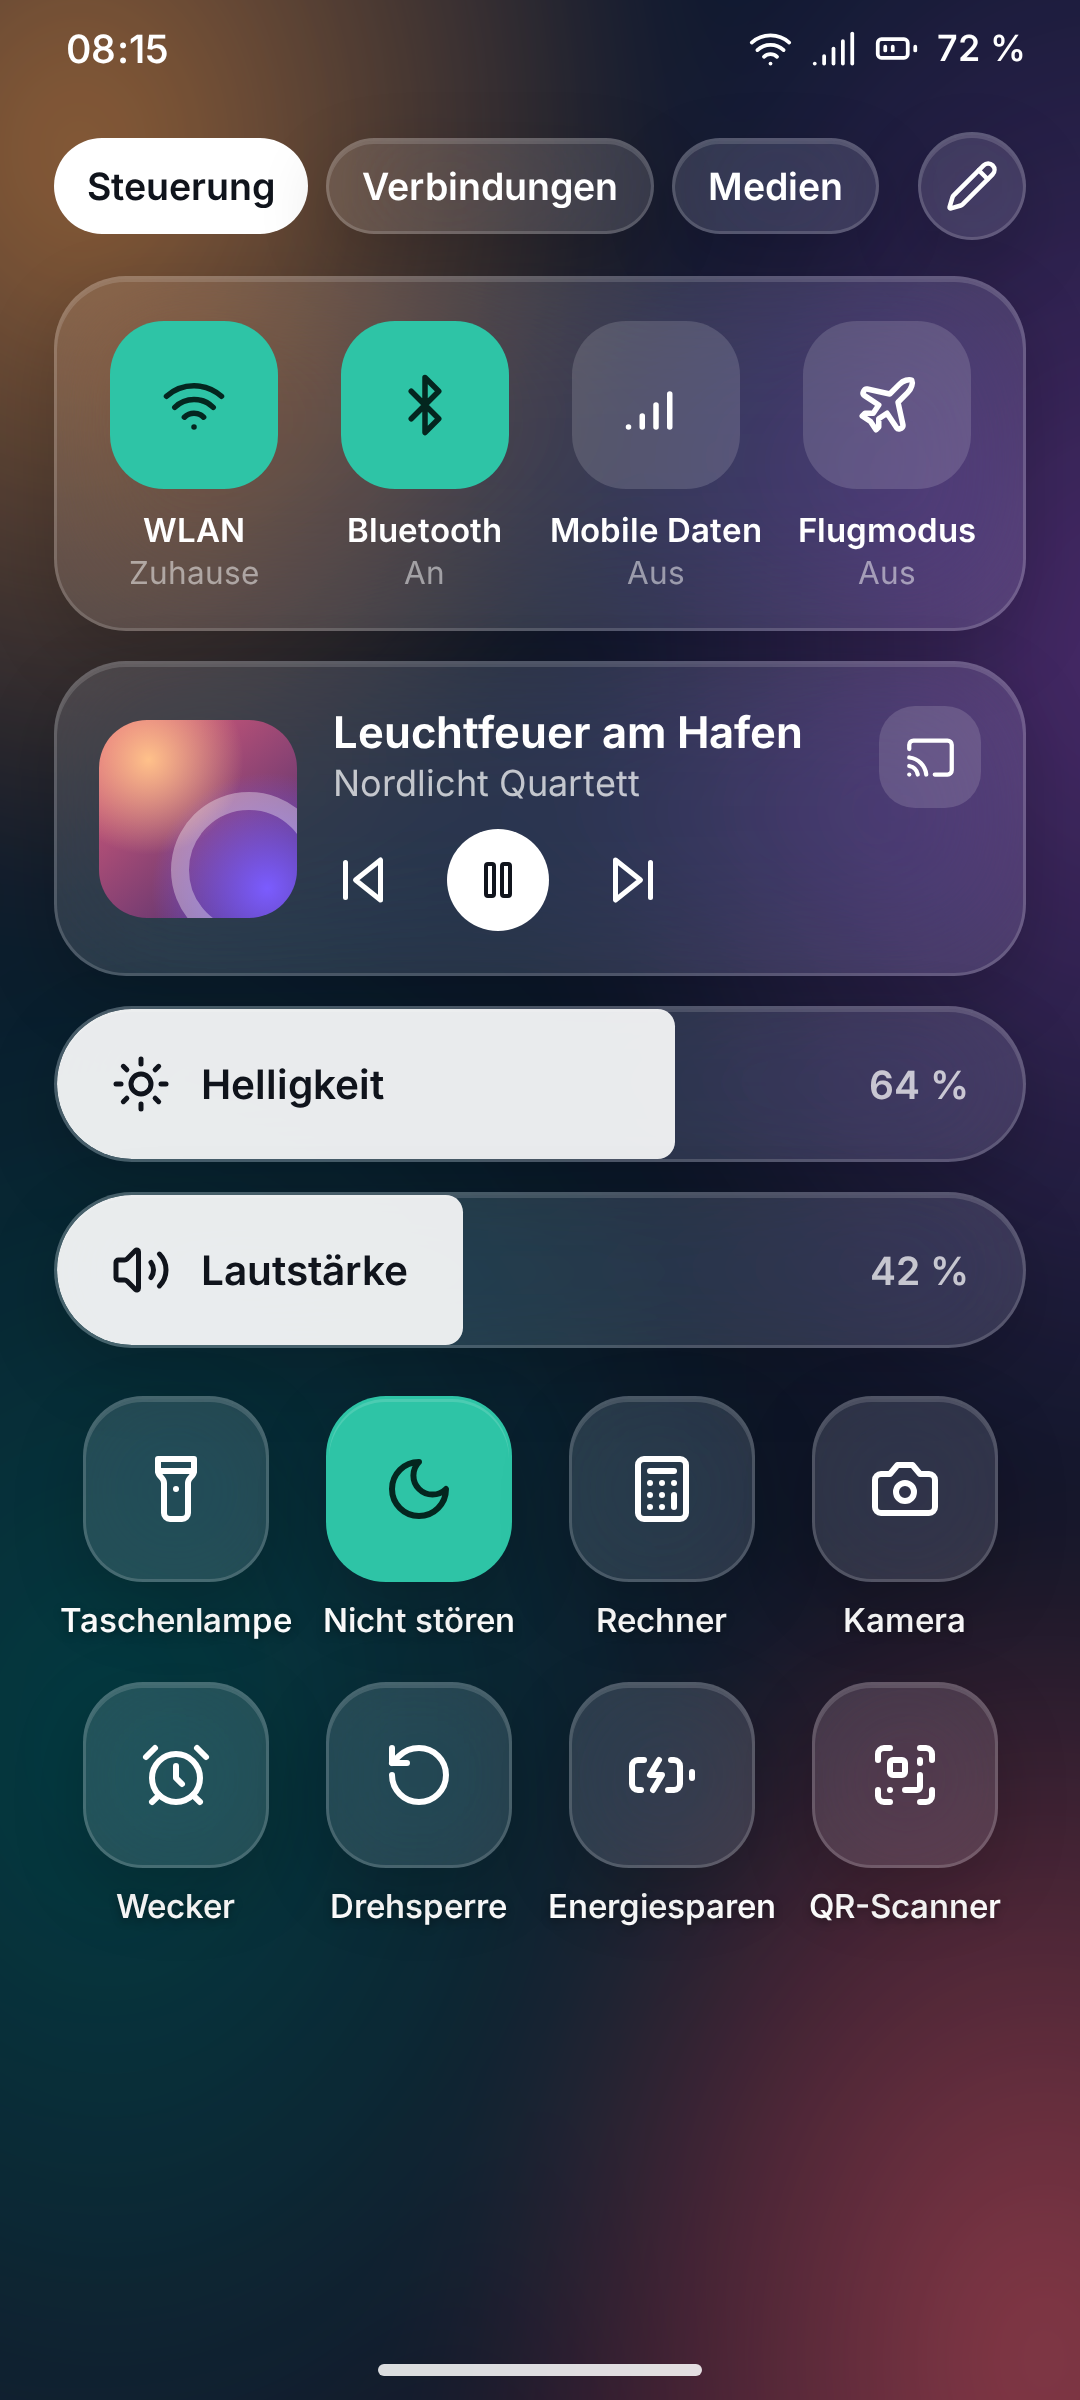 08:15 72 %
Steuerung Verbindungen Medien
WLAN Bluetooth Mobile Daten Flugmodus
Zuhause An Aus Aus
Leuchtfeuer am Hafen
Nordlicht Quartett
Helligkeit 64 %
Lautstärke 42 %
Taschenlampe Nicht stören Rechner Kamera
Wecker Drehsperre Energiesparen QR-Scanner